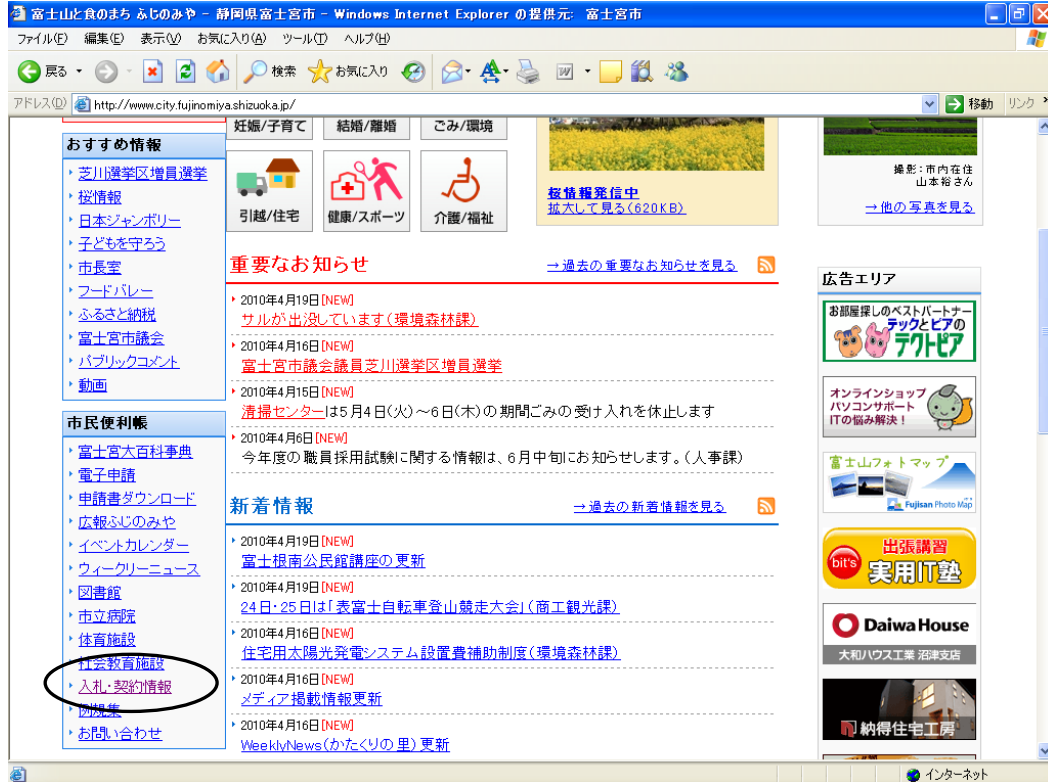 富士山と食のまち ふじのみや - 静岡県富士宮市 - Windows Internet Explorer の提供元: 富士宮市
ファイル(F) 編集(E) 表示(V) お気に入り(A) ツール(T) ヘルプ(H)
戻る 検索 お気に入り
アドレス(D) http://www.city.fujinomiya.shizuoka.jp/ 移動 リンク
おすすめ情報
芝川選挙区増員選挙
桜情報
日本ジャンボリー
子どもを守ろう
市長室
フードバレー
ふるさと納税
富士宮市議会
パブリックコメント
動画
市民便利帳
富士宮大百科事典
電子申請
申請書ダウンロード
広報ふじのみや
イベントカレンダー
ウィークリーニュース
図書館
市立病院
体育施設
社会教育施設
入札・契約情報
例規集
お問い合わせ
妊娠/子育て 結婚/離婚 ごみ/環境
引越/住宅 健康/スポーツ 介護/福祉
桜情報発信中
拡大して見る(620KB)
重要なお知らせ →過去の重要なお知らせを見る
2010年4月19日[NEW]
サルが出没しています(環境森林課)
2010年4月16日[NEW]
富士宮市議会議員芝川選挙区増員選挙
2010年4月15日[NEW]
清掃センターは5月4日(火)～6日(木)の期間ごみの受け入れを休止します
2010年4月6日[NEW]
今年度の職員採用試験に関する情報は、6月中旬にお知らせします。(人事課)
新着情報 →過去の新着情報を見る
2010年4月19日[NEW]
富士根南公民館講座の更新
2010年4月19日[NEW]
24日・25日は「表富士自転車登山競走大会」(商工観光課)
2010年4月16日[NEW]
住宅用太陽光発電システム設置費補助制度(環境森林課)
2010年4月16日[NEW]
メディア掲載情報更新
2010年4月16日[NEW]
WeeklyNews(かたくりの里)更新
撮影:市内在住
山本裕さん
→他の写真を見る
広告エリア
お部屋探しのベストパートナー
テックとピアの
テクトピア
オンラインショップ
パソコンサポート
ITの悩み解決!
富士山フォトマップ
Fujisan Photo Map
bit's
出張講習
実用IT塾
Daiwa House
大和ハウス工業 沼津支店
納得住宅工房
インターネット